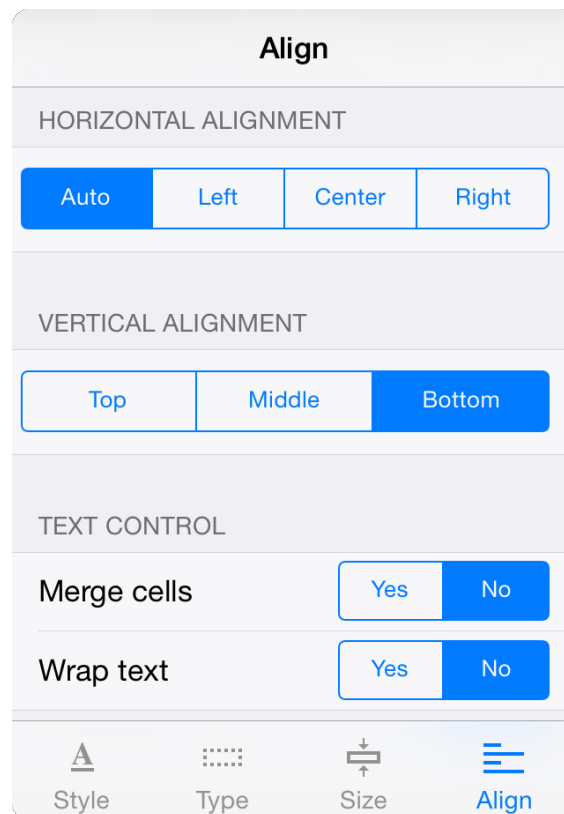 Align
HORIZONTAL ALIGNMENT
Auto Left Center Right
VERTICAL ALIGNMENT
Top Middle Bottom
TEXT CONTROL
Merge cells Yes No
Wrap text Yes No
A
Style Type Size Align